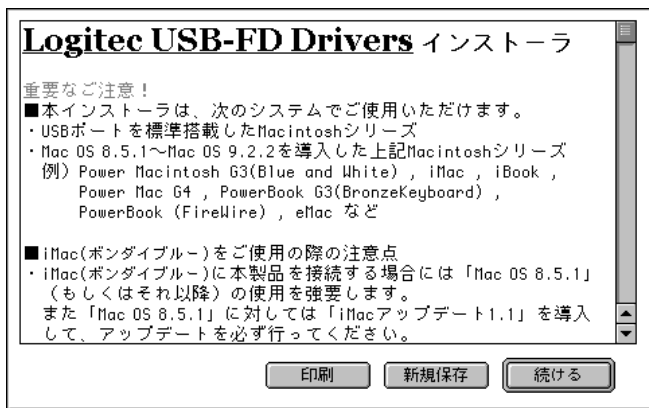 Logitec USB-FD Drivers インストーラ
重要なご注意！
■本インストーラは、次のシステムでご使用いただけます。
・USBポートを標準搭載したMacintoshシリーズ
・Mac OS 8.5.1～Mac OS 9.2.2を導入した上記Macintoshシリーズ
例）Power Macintosh G3(Blue and White) , iMac , iBook ,
Power Mac G4 , PowerBook G3(BronzeKeyboard) ,
PowerBook (FireWire) , eMac など
■iMac(ボンダイブルー)をご使用の際の注意点
・iMac(ボンダイブルー)に本製品を接続する場合には「Mac OS 8.5.1」
（もしくはそれ以降）の使用を強要します。
また「Mac OS 8.5.1」に対しては「iMacアップデート1.1」を導入
して、アップデートを必ず行ってください。
印刷 新規保存 続ける